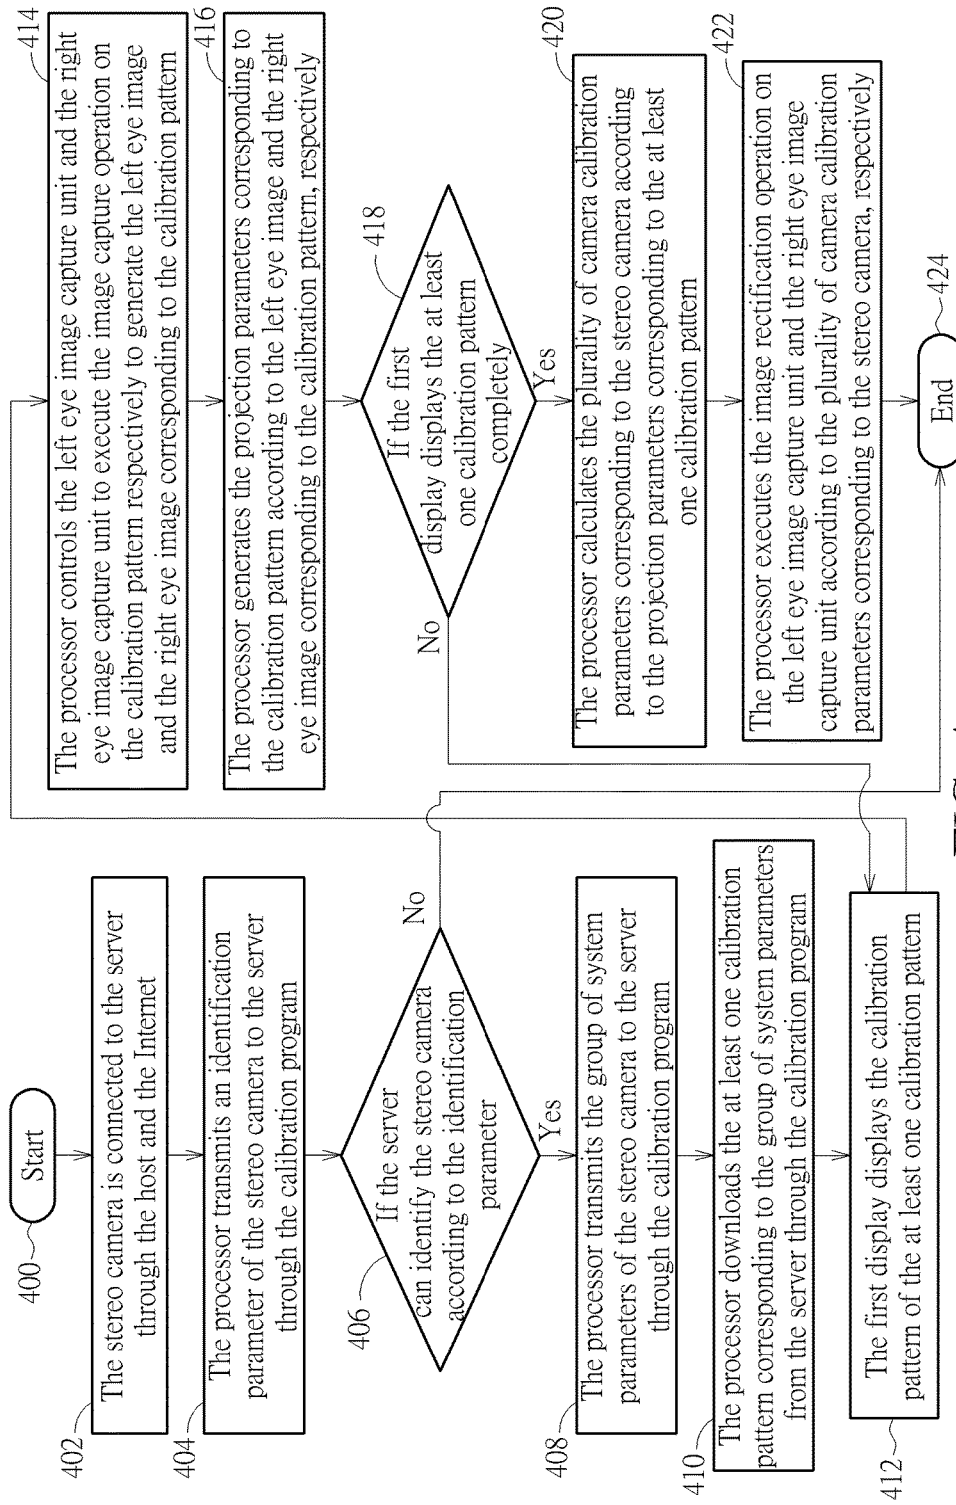 400
Start
402
The stereo camera is connected to the server
through the host and the Internet
404
The processor transmits an identification
parameter of the stereo camera to the server
through the calibration program
406
If the server
can identify the stereo camera
according to the identification
parameter
No
Yes
408
The processor transmits the group of system
parameters of the stereo camera to the server
through the calibration program
410
The processor downloads the at least one calibration
pattern corresponding to the group of system parameters
from the server through the calibration program
412
The first display displays the calibration
pattern of the at least one calibration pattern
414
The processor controls the left eye image capture unit and the right
eye image capture unit to execute the image capture operation on
the calibration pattern respectively to generate the left eye image
and the right eye image corresponding to the calibration pattern
416
The processor generates the projection parameters corresponding to
the calibration pattern according to the left eye image and the right
eye image corresponding to the calibration pattern, respectively
418
If the first
display displays the at least
one calibration pattern
completely
No
Yes
420
The processor calculates the plurality of camera calibration
parameters corresponding to the stereo camera according
to the projection parameters corresponding to the at least
one calibration pattern
422
The processor executes the image rectification operation on
the left eye image capture unit and the right eye image
capture unit according to the plurality of camera calibration
parameters corresponding to the stereo camera, respectively
424
End